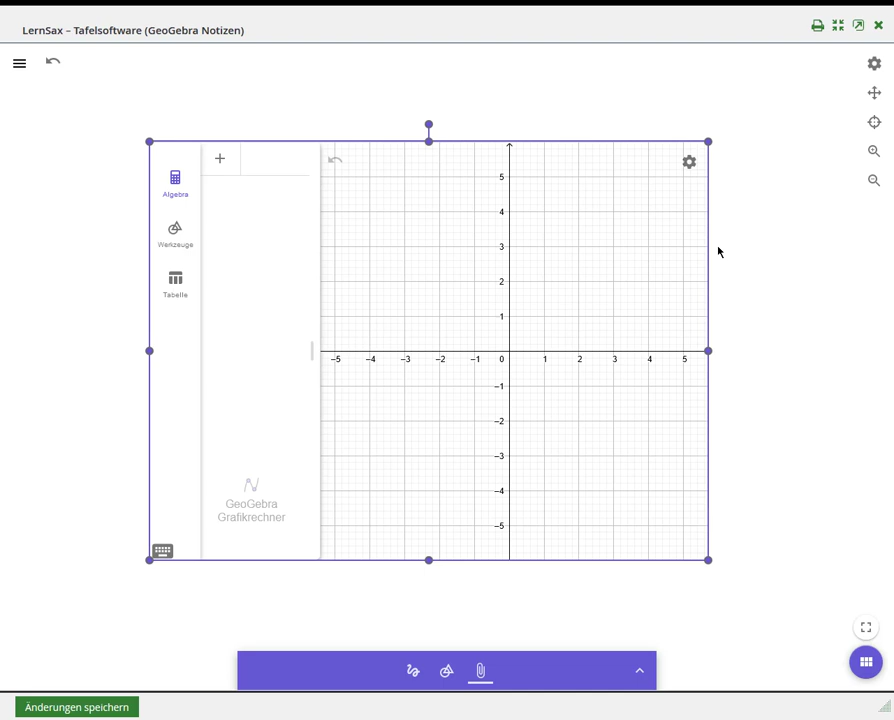 LernSax – Tafelsoftware (GeoGebra Notizen)
+
Algebra
Werkzeuge
Tabelle
GeoGebra
Grafikrechner
5
4
3
2
1
–5 –4 –3 –2 –1 0 1 2 3 4 5
–1
–2
–3
–4
–5
Änderungen speichern